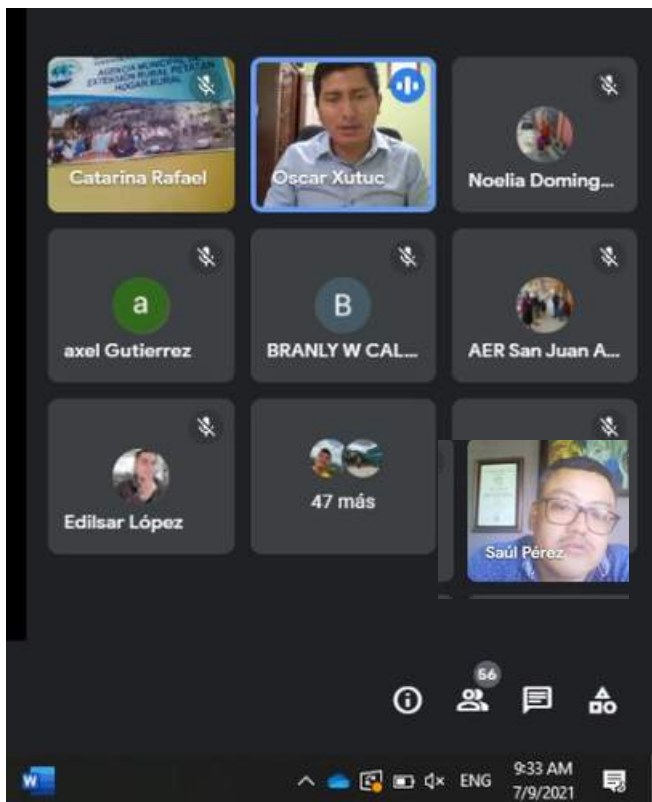 AGENCIA MUNICIPAL DE
EXTENSIÓN RURAL PETATÁN
HOGAR RURAL
Catarina Rafael
Oscar Xutuc
Noelia Doming...
a
axel Gutierrez
B
BRANLY W CAL...
AER San Juan A...
Edilsar López
47 más
Saúl Pérez
56
W
ENG
9:33 AM
7/9/2021